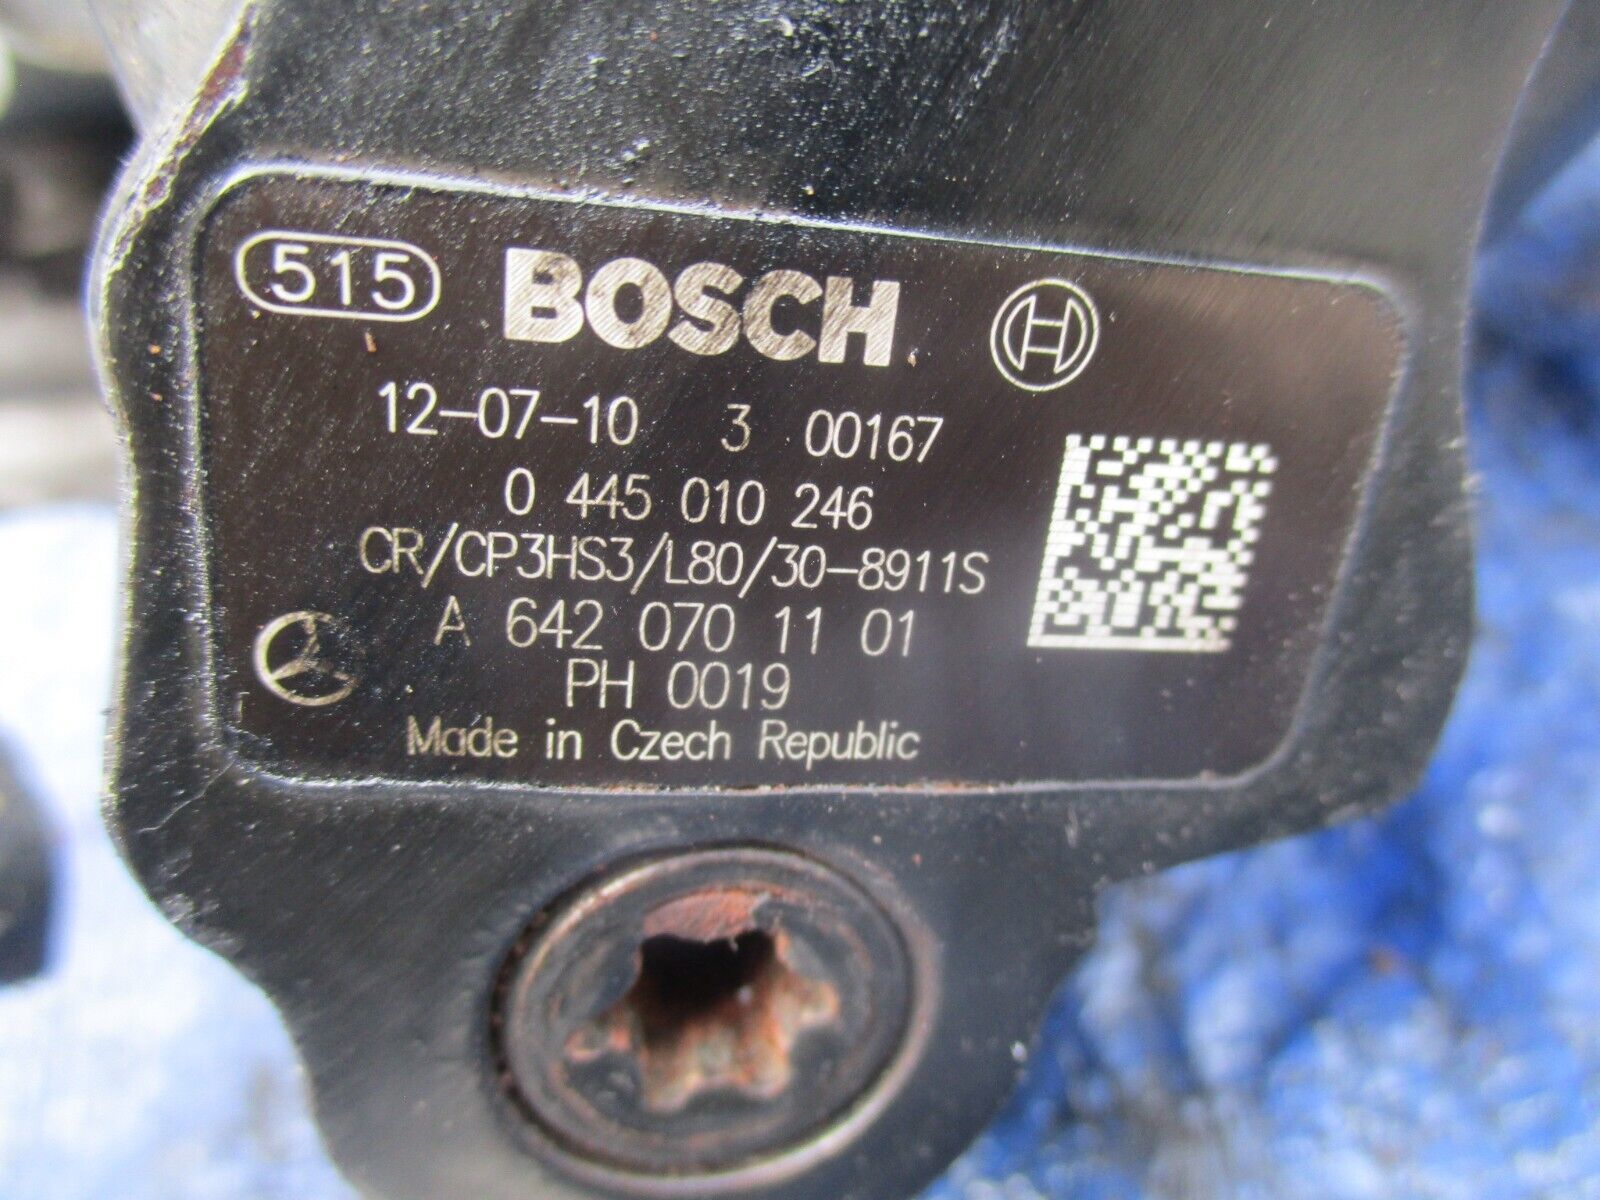 515 BOSCH
12-07-10 3 00167
0 445 010 246
CR/CP3HS3/L80/30-8911S
A 642 070 11 01
PH 0019
Made in Czech Republic